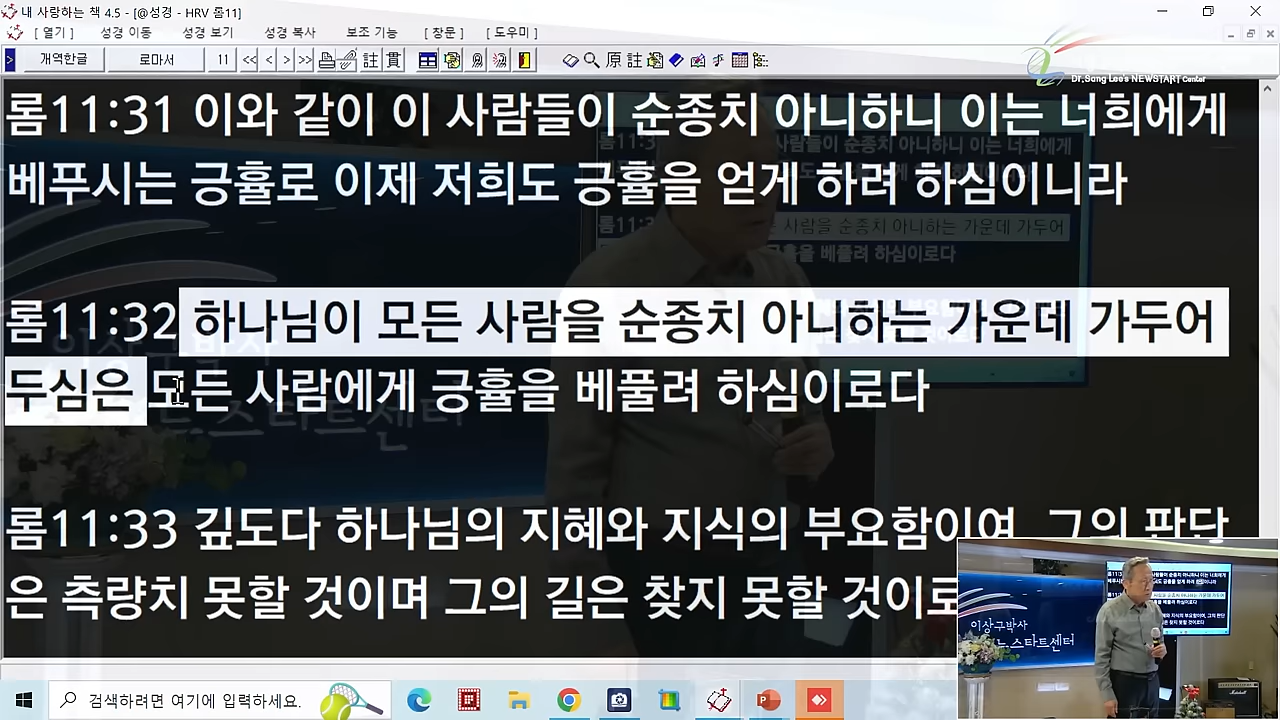 내 사랑하는 책 4.5 - [@성경 - HRV 롬11]
[ 열기 ] 성경 이동 성경 보기 성경 복사 보조 기능 [ 창문 ] [ 도우미 ]
개역한글 로마서 11 << < > >> 註 貫 原 註
Dr.Sang Lee's NEWSTART Center
롬11:31 이와 같이 이 사람들이 순종치 아니하니 이는 너희에게
베푸시는 긍휼로 이제 저희도 긍휼을 얻게 하려 하심이니라
롬11:32 하나님이 모든 사람을 순종치 아니하는 가운데 가두어
두심은 모든 사람에게 긍휼을 베풀려 하심이로다
롬11:33 깊도다 하나님의 지혜와 지식의 부요함이여, 그의 판단
은 측량치 못할 것이며 그의 길은 찾지 못할 것이로
이상구박사
뉴스타트센터
검색하려면 여기에 입력하세요.